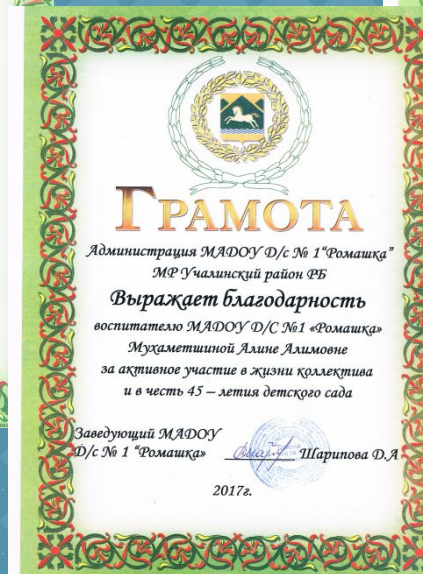 ГРАМОТА
Администрация МАДОУ Д/с № 1“Ромашка”
МР Учалинский район РБ
Выражает благодарность
воспитателю МАДОУ Д/С №1 «Ромашка»
Мухаметшиной Алине Алимовне
за активное участие в жизни коллектива
и в честь 45 – летия детского сада
Заведующий МАДОУ
Д/с № 1 “Ромашка» Шарипова Д.А
2017г.